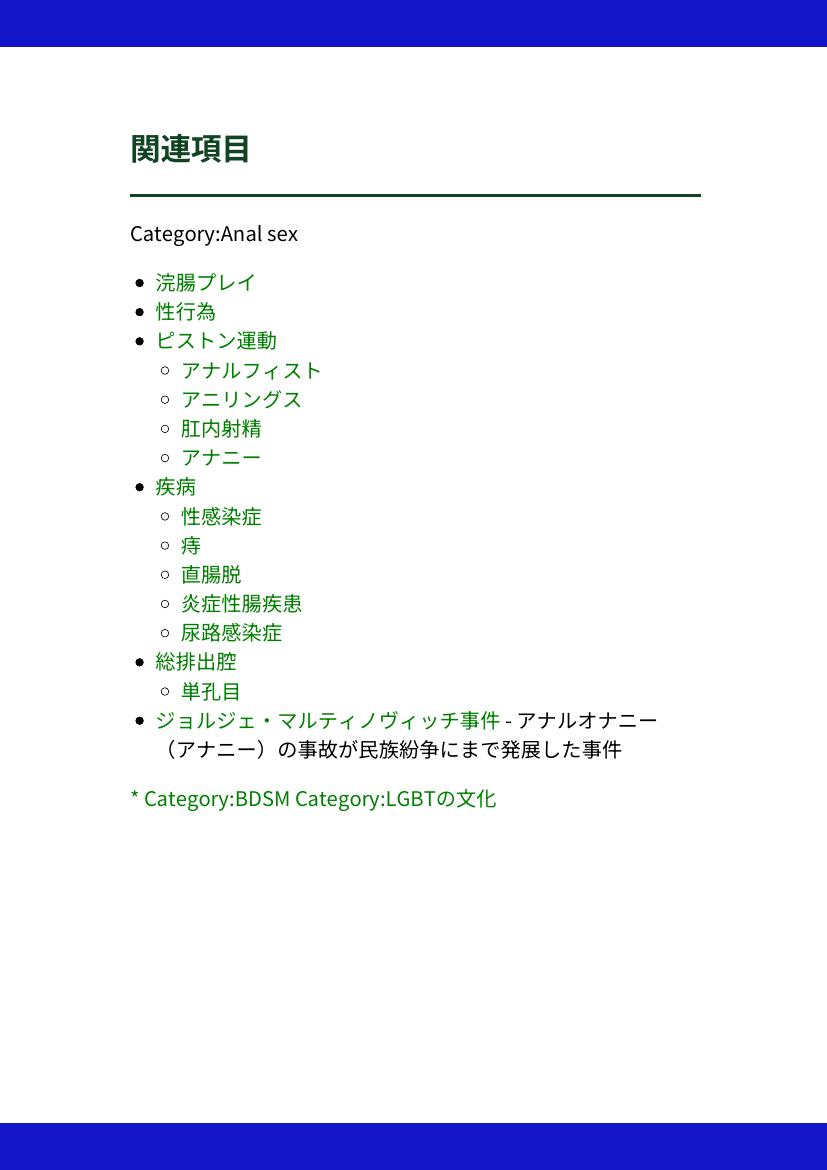 関連項目
Category:Anal sex
浣腸プレイ
性行為
ピストン運動
アナルフィスト
アニリングス
肛内射精
アナニー
疾病
性感染症
痔
直腸脱
炎症性腸疾患
尿路感染症
総排出腔
単孔目
ジョルジェ・マルティノヴィッチ事件 - アナルオナニー
（アナニー）の事故が民族紛争にまで発展した事件
* Category:BDSM Category:LGBTの文化